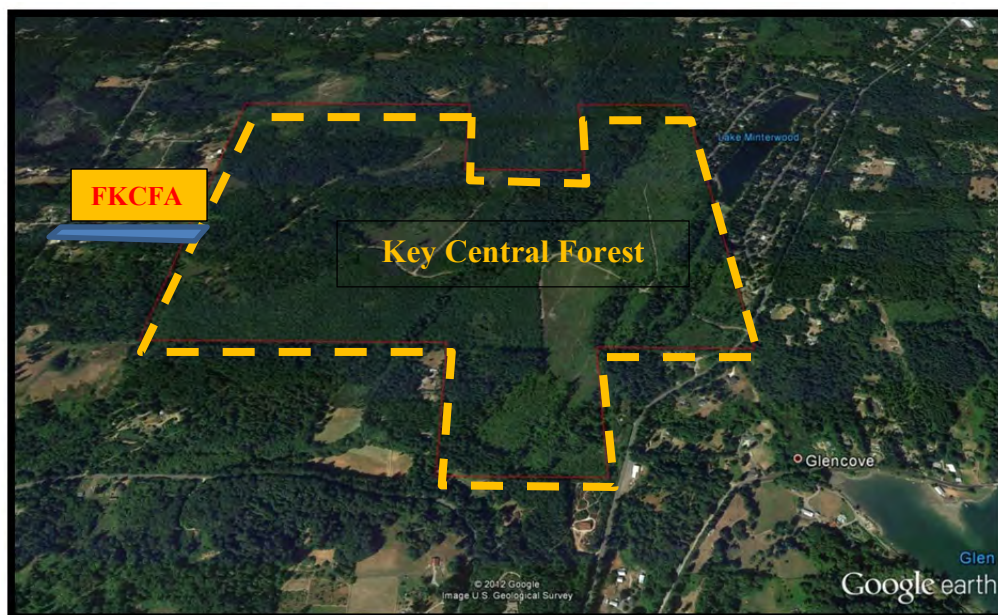 Lake Minterwood
FKCFA
Key Central Forest
Glencove
Glen
© 2012 Google
Image U.S. Geological Survey
Google earth